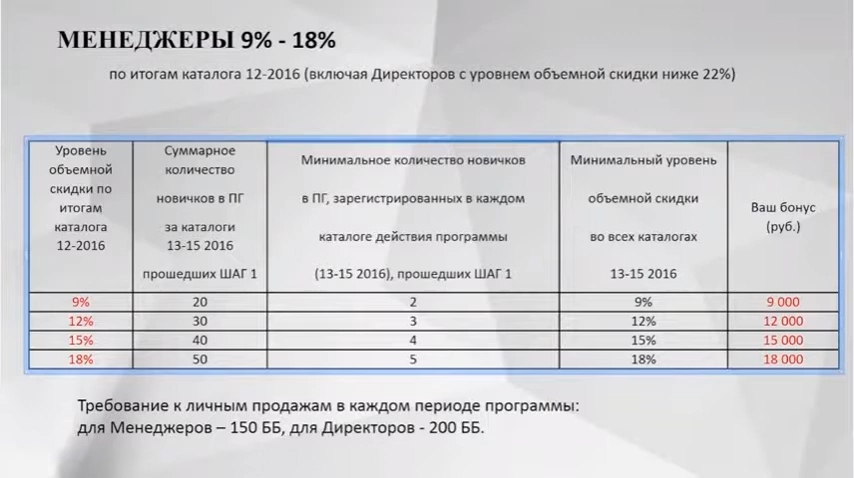 МЕНЕДЖЕРЫ 9% - 18%
по итогам каталога 12-2016 (включая Директоров с уровнем объемной скидки ниже 22%)
Уровень
объемной
скидки по
итогам
каталога
12-2016
Суммарное
количество
новичков в ПГ
за каталоги
13-15 2016
прошедших ШАГ 1
Минимальное количество новичков
в ПГ, зарегистрированных в каждом
каталоге действия программы
(13-15 2016), прошедших ШАГ 1
Минимальный уровень
объемной скидки
во всех каталогах
13-15 2016
Ваш бонус
(руб.)
9% 20 2 9% 9 000
12% 30 3 12% 12 000
15% 40 4 15% 15 000
18% 50 5 18% 18 000
Требование к личным продажам в каждом периоде программы:
для Менеджеров – 150 ББ, для Директоров - 200 ББ.